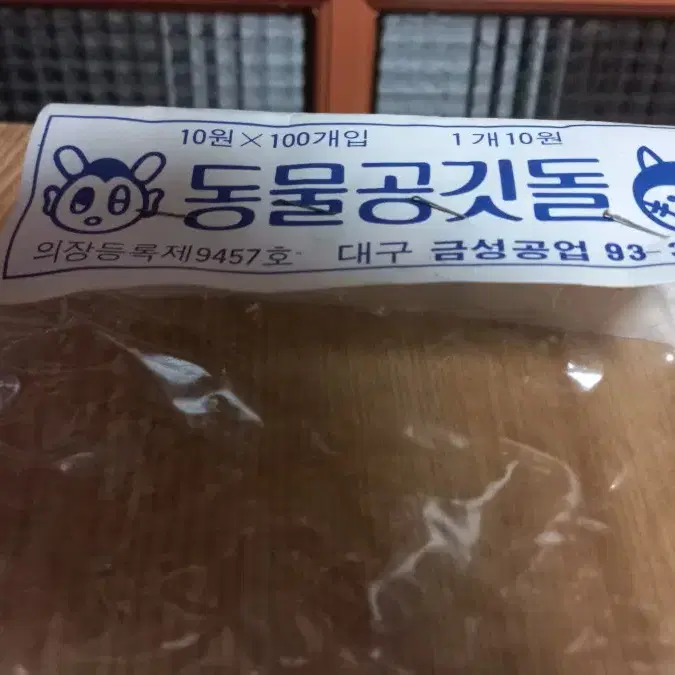 10원×100개입 1개10원
동물공깃돌
의장등록제9457호 대구 금성공업 93-